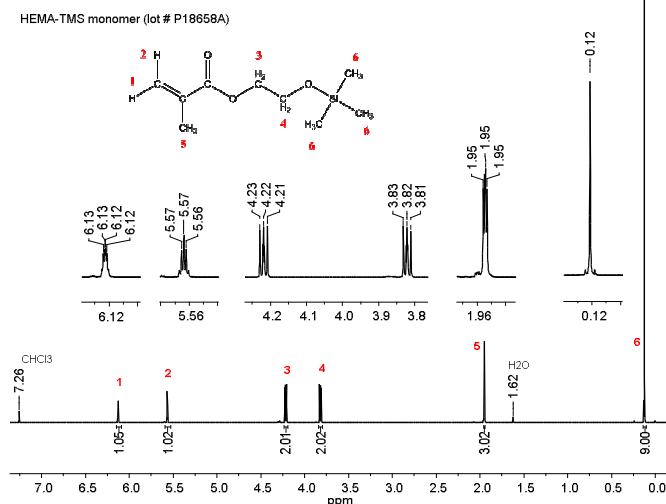 HEMA-TMS monomer (lot # P18658A)
2 H
O
3
H₂
6
CH₃
1
H
O
O
Si
H₂
CH₃
4
H₃C
CH₃
5
6
6
6.13
6.13
6.12
6.12
5.57
5.57
5.56
4.23
4.22
4.21
3.83
3.82
3.81
1.95
1.95
1.95
0.12
6.12
5.56
4.2 4.1 4.0 3.9 3.8
1.96
0.12
CHCl3
7.26
1
2
3
4
5
H2O
1.62
6
1.05
1.02
2.01
2.02
3.02
9.00
7.0 6.5 6.0 5.5 5.0 4.5 4.0 3.5 3.0 2.5 2.0 1.5 1.0 0.5 0.0
ppm